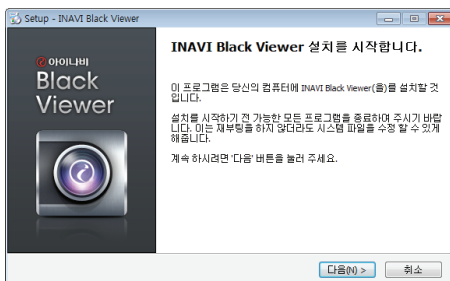 Setup - INAVI Black Viewer
아이나비
Black
Viewer
INAVI Black Viewer 설치를 시작합니다.
이 프로그램은 당신의 컴퓨터에 INAVI Black Viewer(을)를 설치할 것
입니다.
설치를 시작하기 전 가능한 모든 프로그램을 종료하여 주시기 바랍
니다. 이는 재부팅을 하지 않더라도 시스템 파일을 수정 할 수 있게
해줍니다.
계속 하시려면 '다음' 버튼을 눌러 주세요.
다음(N) >
취소